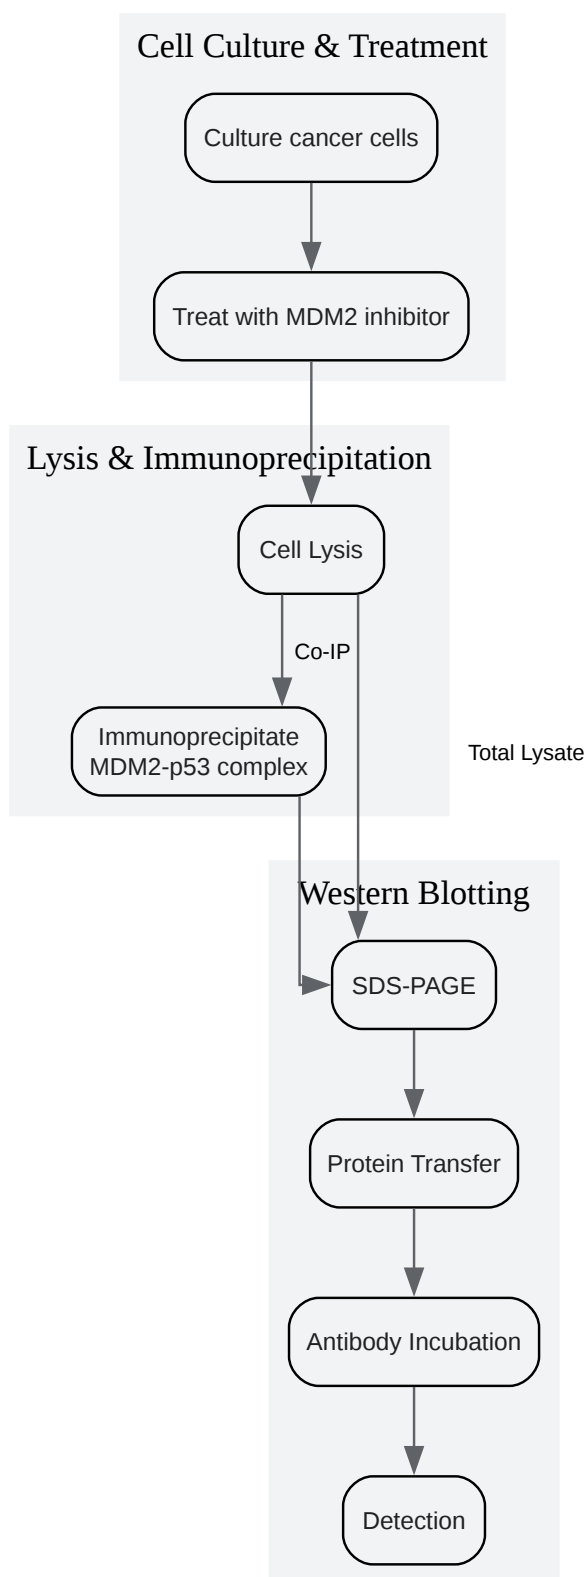 Cell Culture & Treatment
Culture cancer cells
Treat with MDM2 inhibitor
Lysis & Immunoprecipitation
Cell Lysis
Co-IP
Immunoprecipitate
MDM2-p53 complex
Total Lysate
Western Blotting
SDS-PAGE
Protein Transfer
Antibody Incubation
Detection